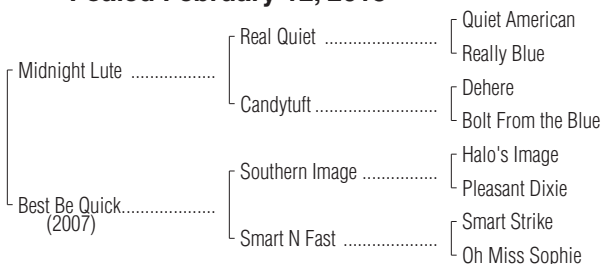 Foaled February 12,
Quiet American
Real Quiet ........................
Really Blue
Midnight Lute ..................
Dehere
Candytuft ..........................
Bolt From the Blue
Halo's Image
Southern Image ................
Pleasant Dixie
Best Be Quick....................
(2007)
Smart Strike
Smart N Fast ....................
Oh Miss Sophie